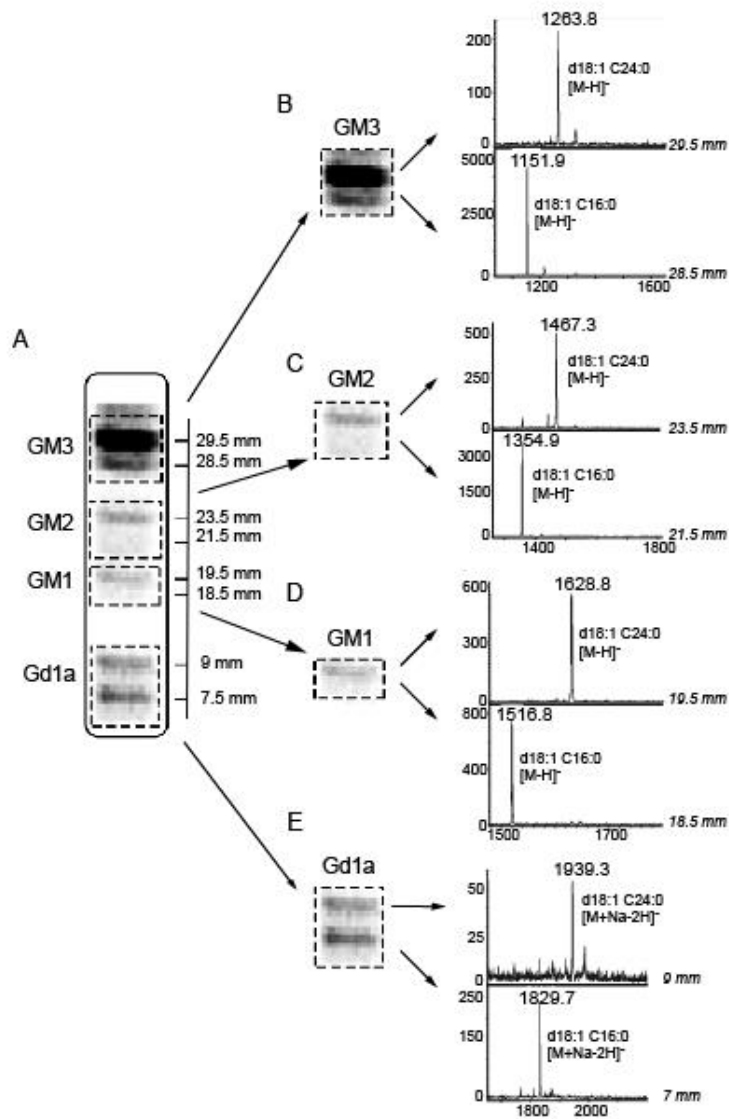 A
GM3
GM2
GM1
Gd1a
29.5 mm
28.5 mm
23.5 mm
21.5 mm
19.5 mm
18.5 mm
9 mm
7.5 mm
B
GM3
1263.8
200
100
0
d18:1 C24:0
[M-H]-
29.5 mm
1151.9
5000
2500
0
d18:1 C16:0
[M-H]-
28.5 mm
1200
1600
C
GM2
1467.3
500
250
0
d18:1 C24:0
[M-H]-
23.5 mm
1354.9
3000
1500
0
d18:1 C16:0
[M-H]-
21.5 mm
1400
1800
D
GM1
1628.8
600
300
0
d18:1 C24:0
[M-H]-
19.5 mm
1516.8
800
400
0
d18:1 C16:0
[M-H]-
18.5 mm
1500
1700
E
Gd1a
1939.3
50
25
0
d18:1 C24:0
[M+Na-2H]-
9 mm
1829.7
250
150
0
d18:1 C16:0
[M+Na-2H]-
7 mm
1800
2000